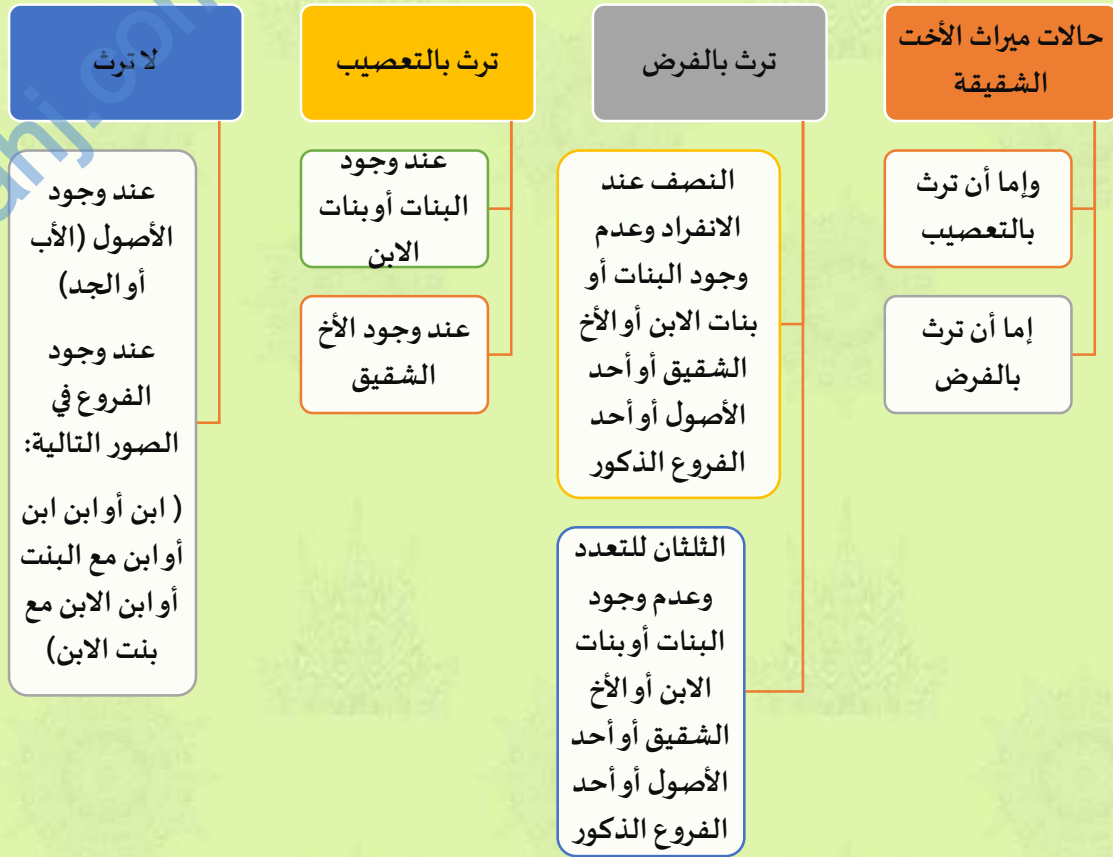 حالات ميراث الأخت
الشقيقة
وإما أن ترث
بالتعصيب
إما أن ترث
بالفرض
ترث بالفرض
النصف عند
الانفراد وعدم
وجود البنات أو
بنات الابن أو الأخ
الشقيق أو أحد
الأصول أو أحد
الفروع الذكور
الثلثان للتعدد
وعدم وجود
البنات أو بنات
الابن أو الأخ
الشقيق أو أحد
الأصول أو أحد
الفروع الذكور
ترث بالتعصيب
عند وجود
البنات أو بنات
الابن
عند وجود الأخ
الشقيق
لا ترث
عند وجود
الأصول (الأب
أو الجد)
عند وجود
الفروع في
الصور التالية:
( ابن أو ابن ابن
أو ابن مع البنت
أو ابن الابن مع
بنت الابن)
ahj.com